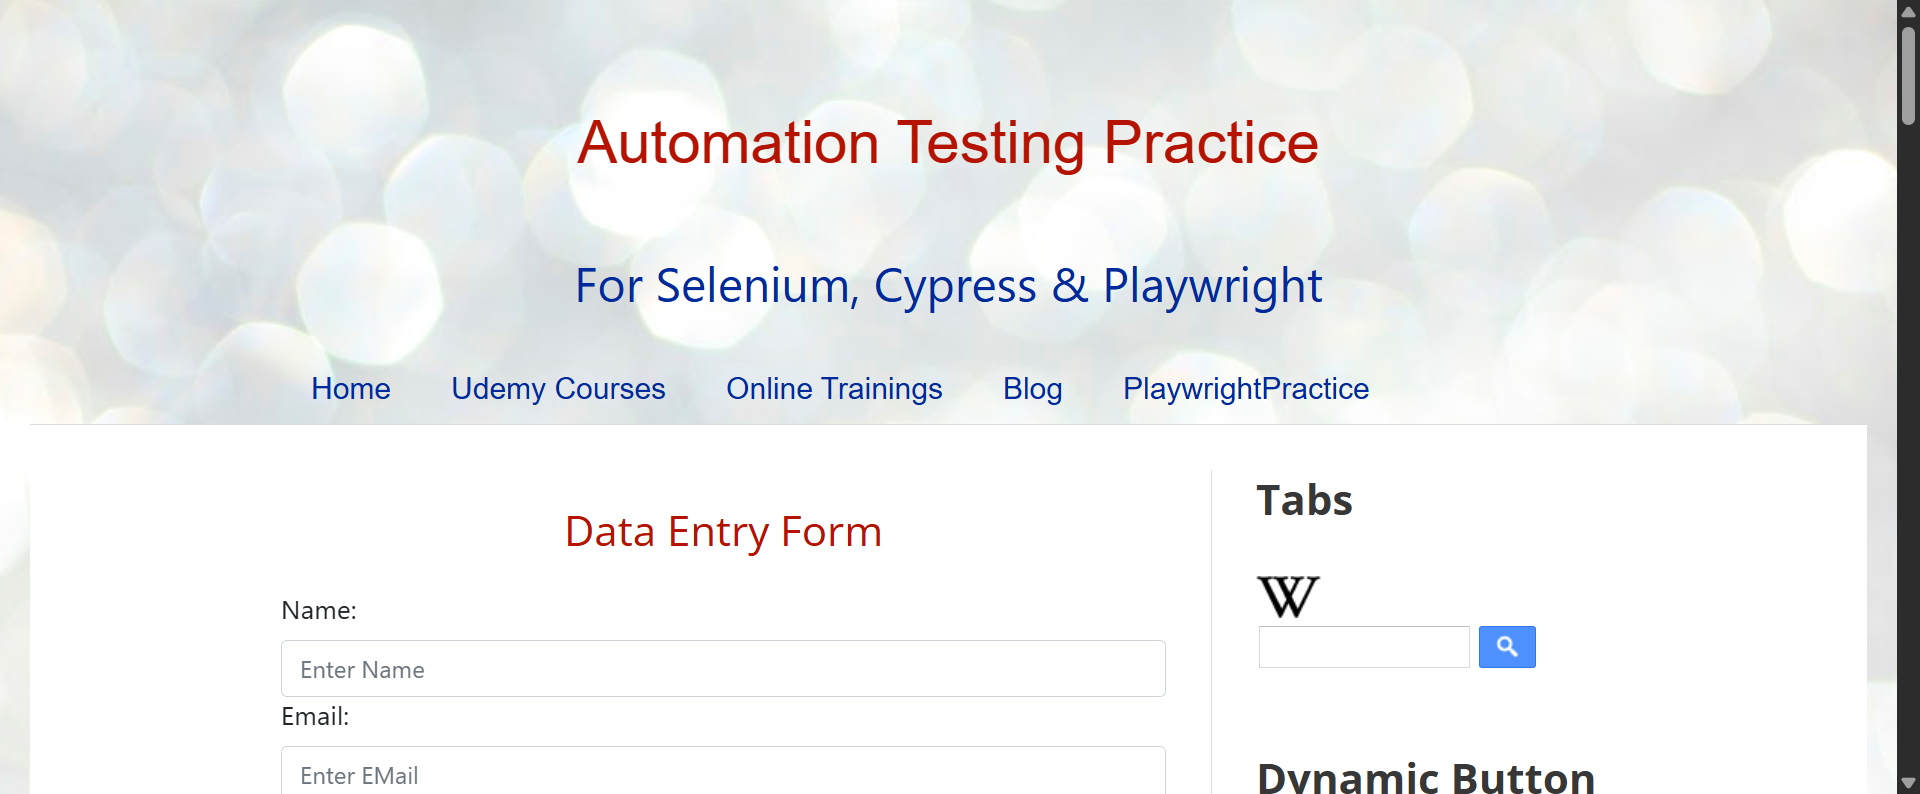 Automation Testing Practice
For Selenium, Cypress & Playwright
Home Udemy Courses Online Trainings Blog PlaywrightPractice
Data Entry Form
Name:
Enter Name
Email:
Enter EMail
Tabs
W
Dynamic Button